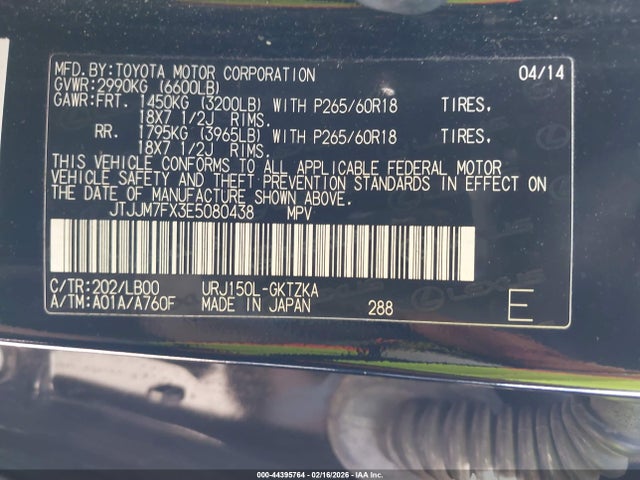 MFD.BY:TOYOTA MOTOR CORPORATION 04/14
GVWR:2990KG (6600LB)
GAWR:FRT. 1450KG (3200LB) WITH P265/60R18 TIRES.
18X7 1/2J RIMS.
RR. 1795KG (3965LB) WITH P265/60R18 TIRES.
18X7 1/2J RIMS.
THIS VEHICLE CONFORMS TO ALL APPLICABLE FEDERAL MOTOR
VEHICLE SAFETY AND THEFT PREVENTION STANDARDS IN EFFECT ON
THE DATE OF MANUFACTURE SHOWN ABOVE.
JTJJM7FX3E5080438 MPV
C/TR:202/LB00 URJ150L-GKTZKA
A/TM:A01A/A760F MADE IN JAPAN 288 E
LEXUS
000-44395764 - 02/16/2026 - IAA Inc.